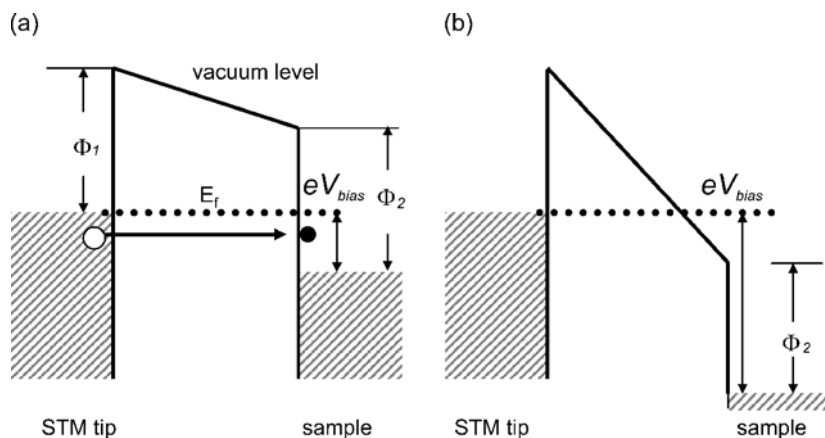 (a)
vacuum level
Φ1
Ef
eVbias
Φ2
STM tip
sample
(b)
eVbias
Φ2
STM tip
sample